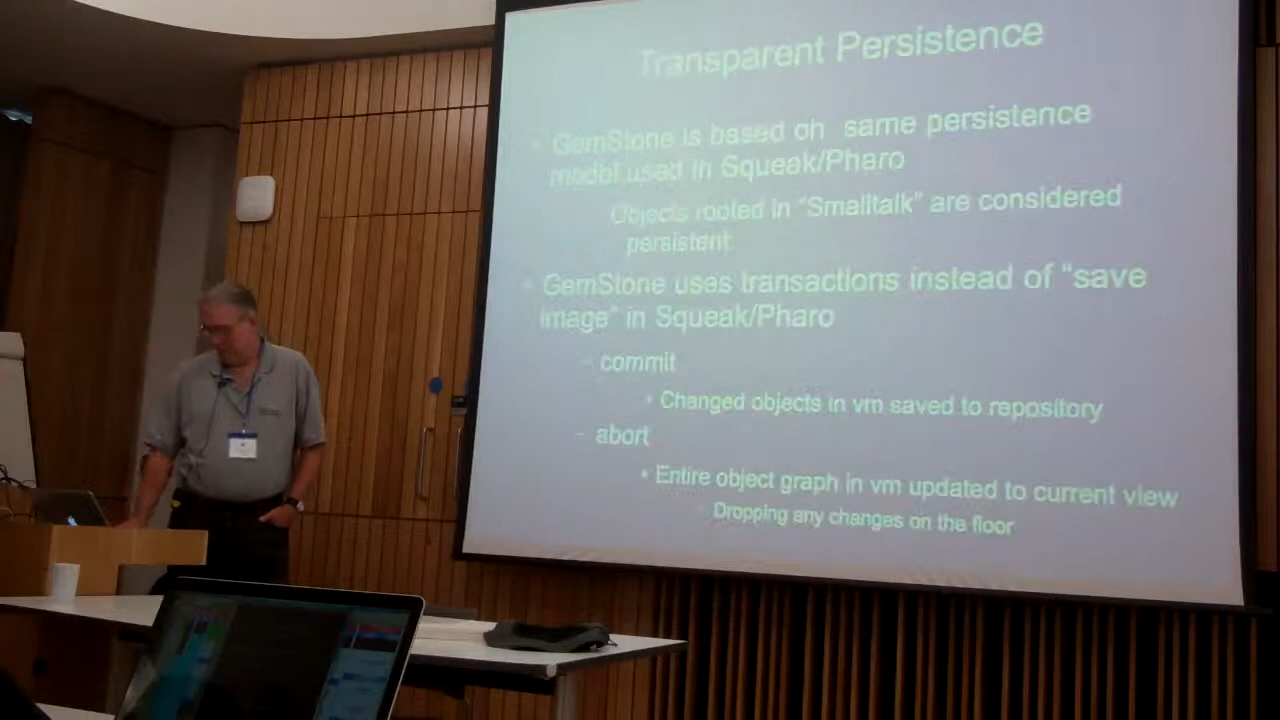 Transparent Persistence
GemStone is based on same persistence
model used in Squeak/Pharo
Objects rooted in "Smalltalk" are considered
persistent
GemStone uses transactions instead of "save
image" in Squeak/Pharo
- commit
• Changed objects in vm saved to repository
- abort
• Entire object graph in vm updated to current view
Dropping any changes on the floor